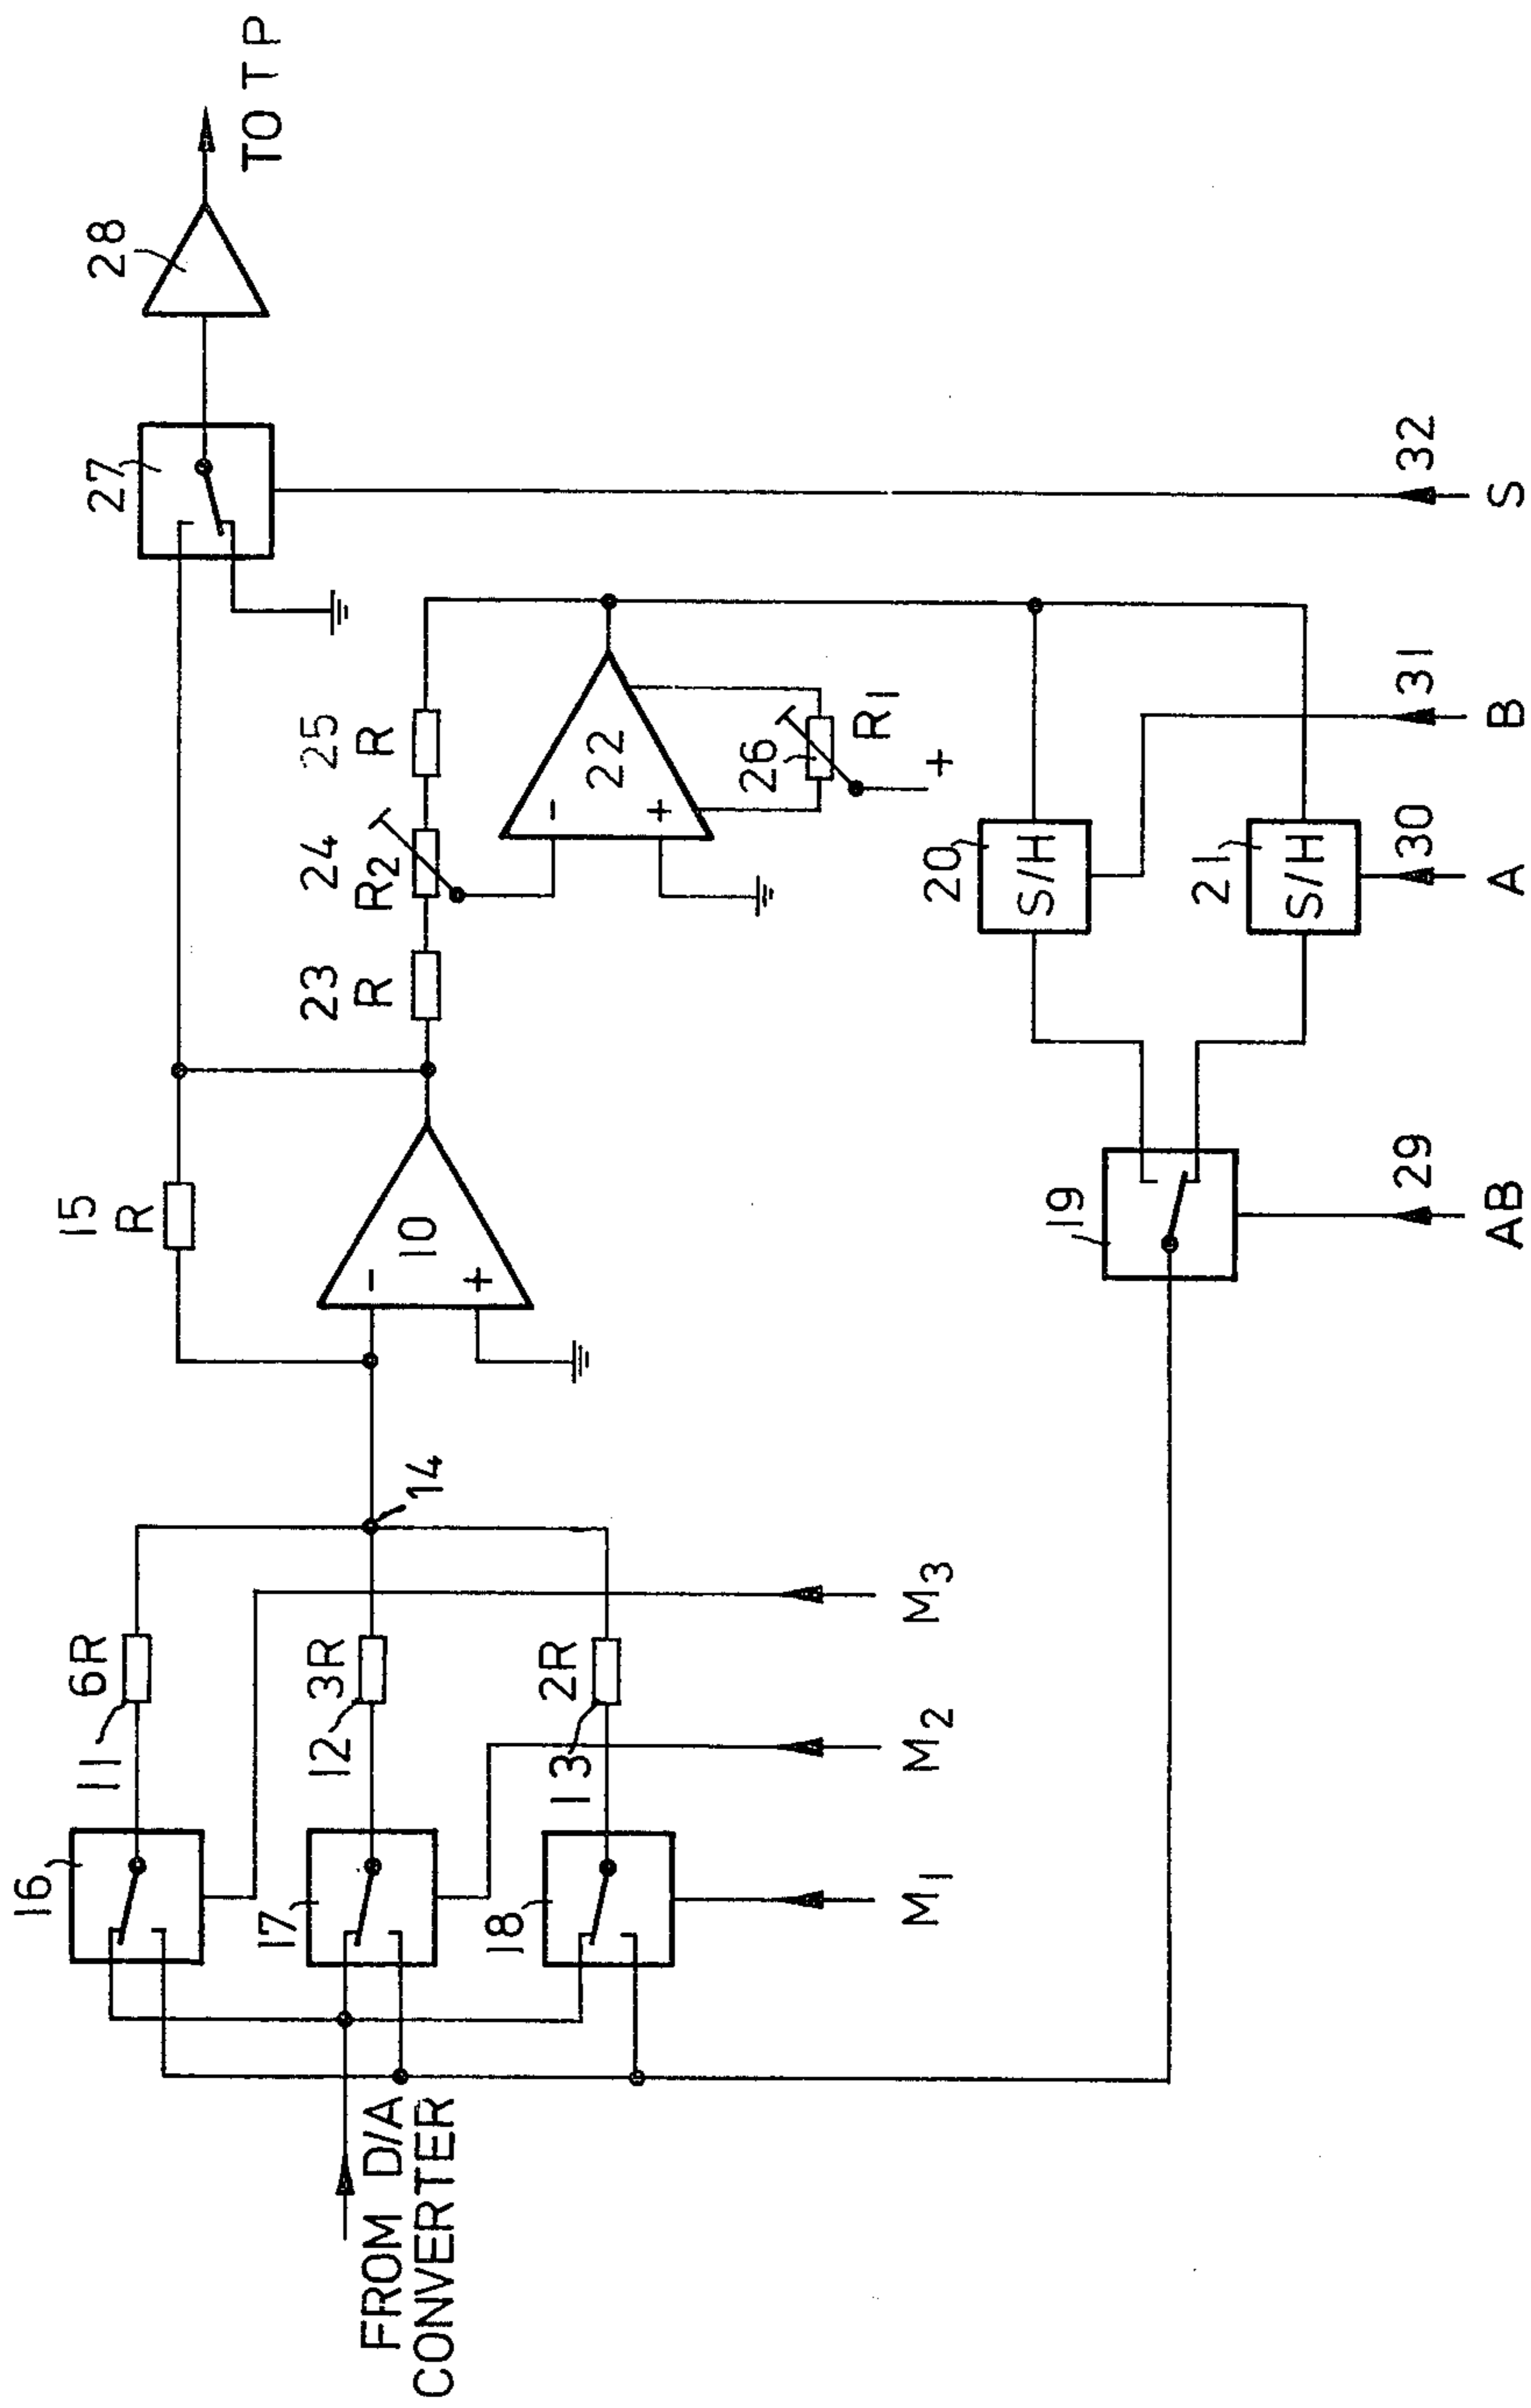 28
TO T P
27
15
R
10
-
+
23
R
24
R2
25
R
22
-
+
26
R1
+
32
S
16
11
6R
17
12
3R
18
13
2R
14
M1
M2
M3
FROM D/A
CONVERTER
19
29
AB
20
S/H
21
S/H
30
A
31
B